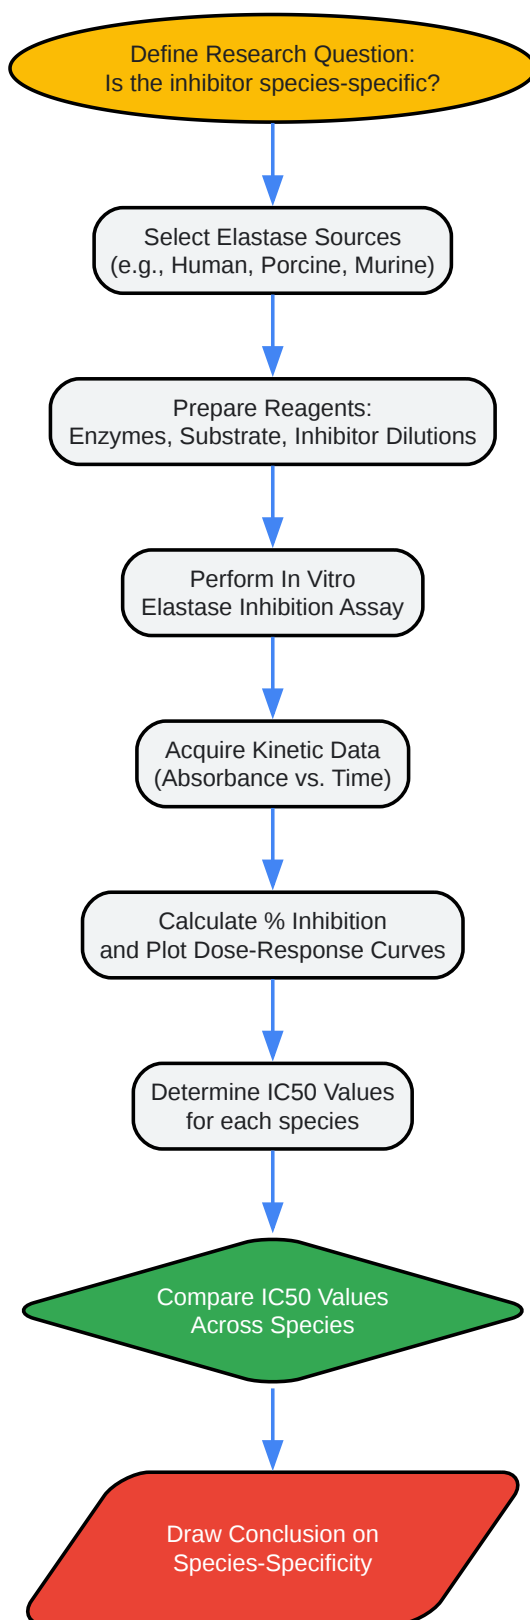 Define Research Question:
Is the inhibitor species-specific?
Select Elastase Sources
(e.g., Human, Porcine, Murine)
Prepare Reagents:
Enzymes, Substrate, Inhibitor Dilutions
Perform In Vitro
Elastase Inhibition Assay
Acquire Kinetic Data
(Absorbance vs. Time)
Calculate % Inhibition
and Plot Dose-Response Curves
Determine IC50 Values
for each species
Compare IC50 Values
Across Species
Draw Conclusion on
Species-Specificity